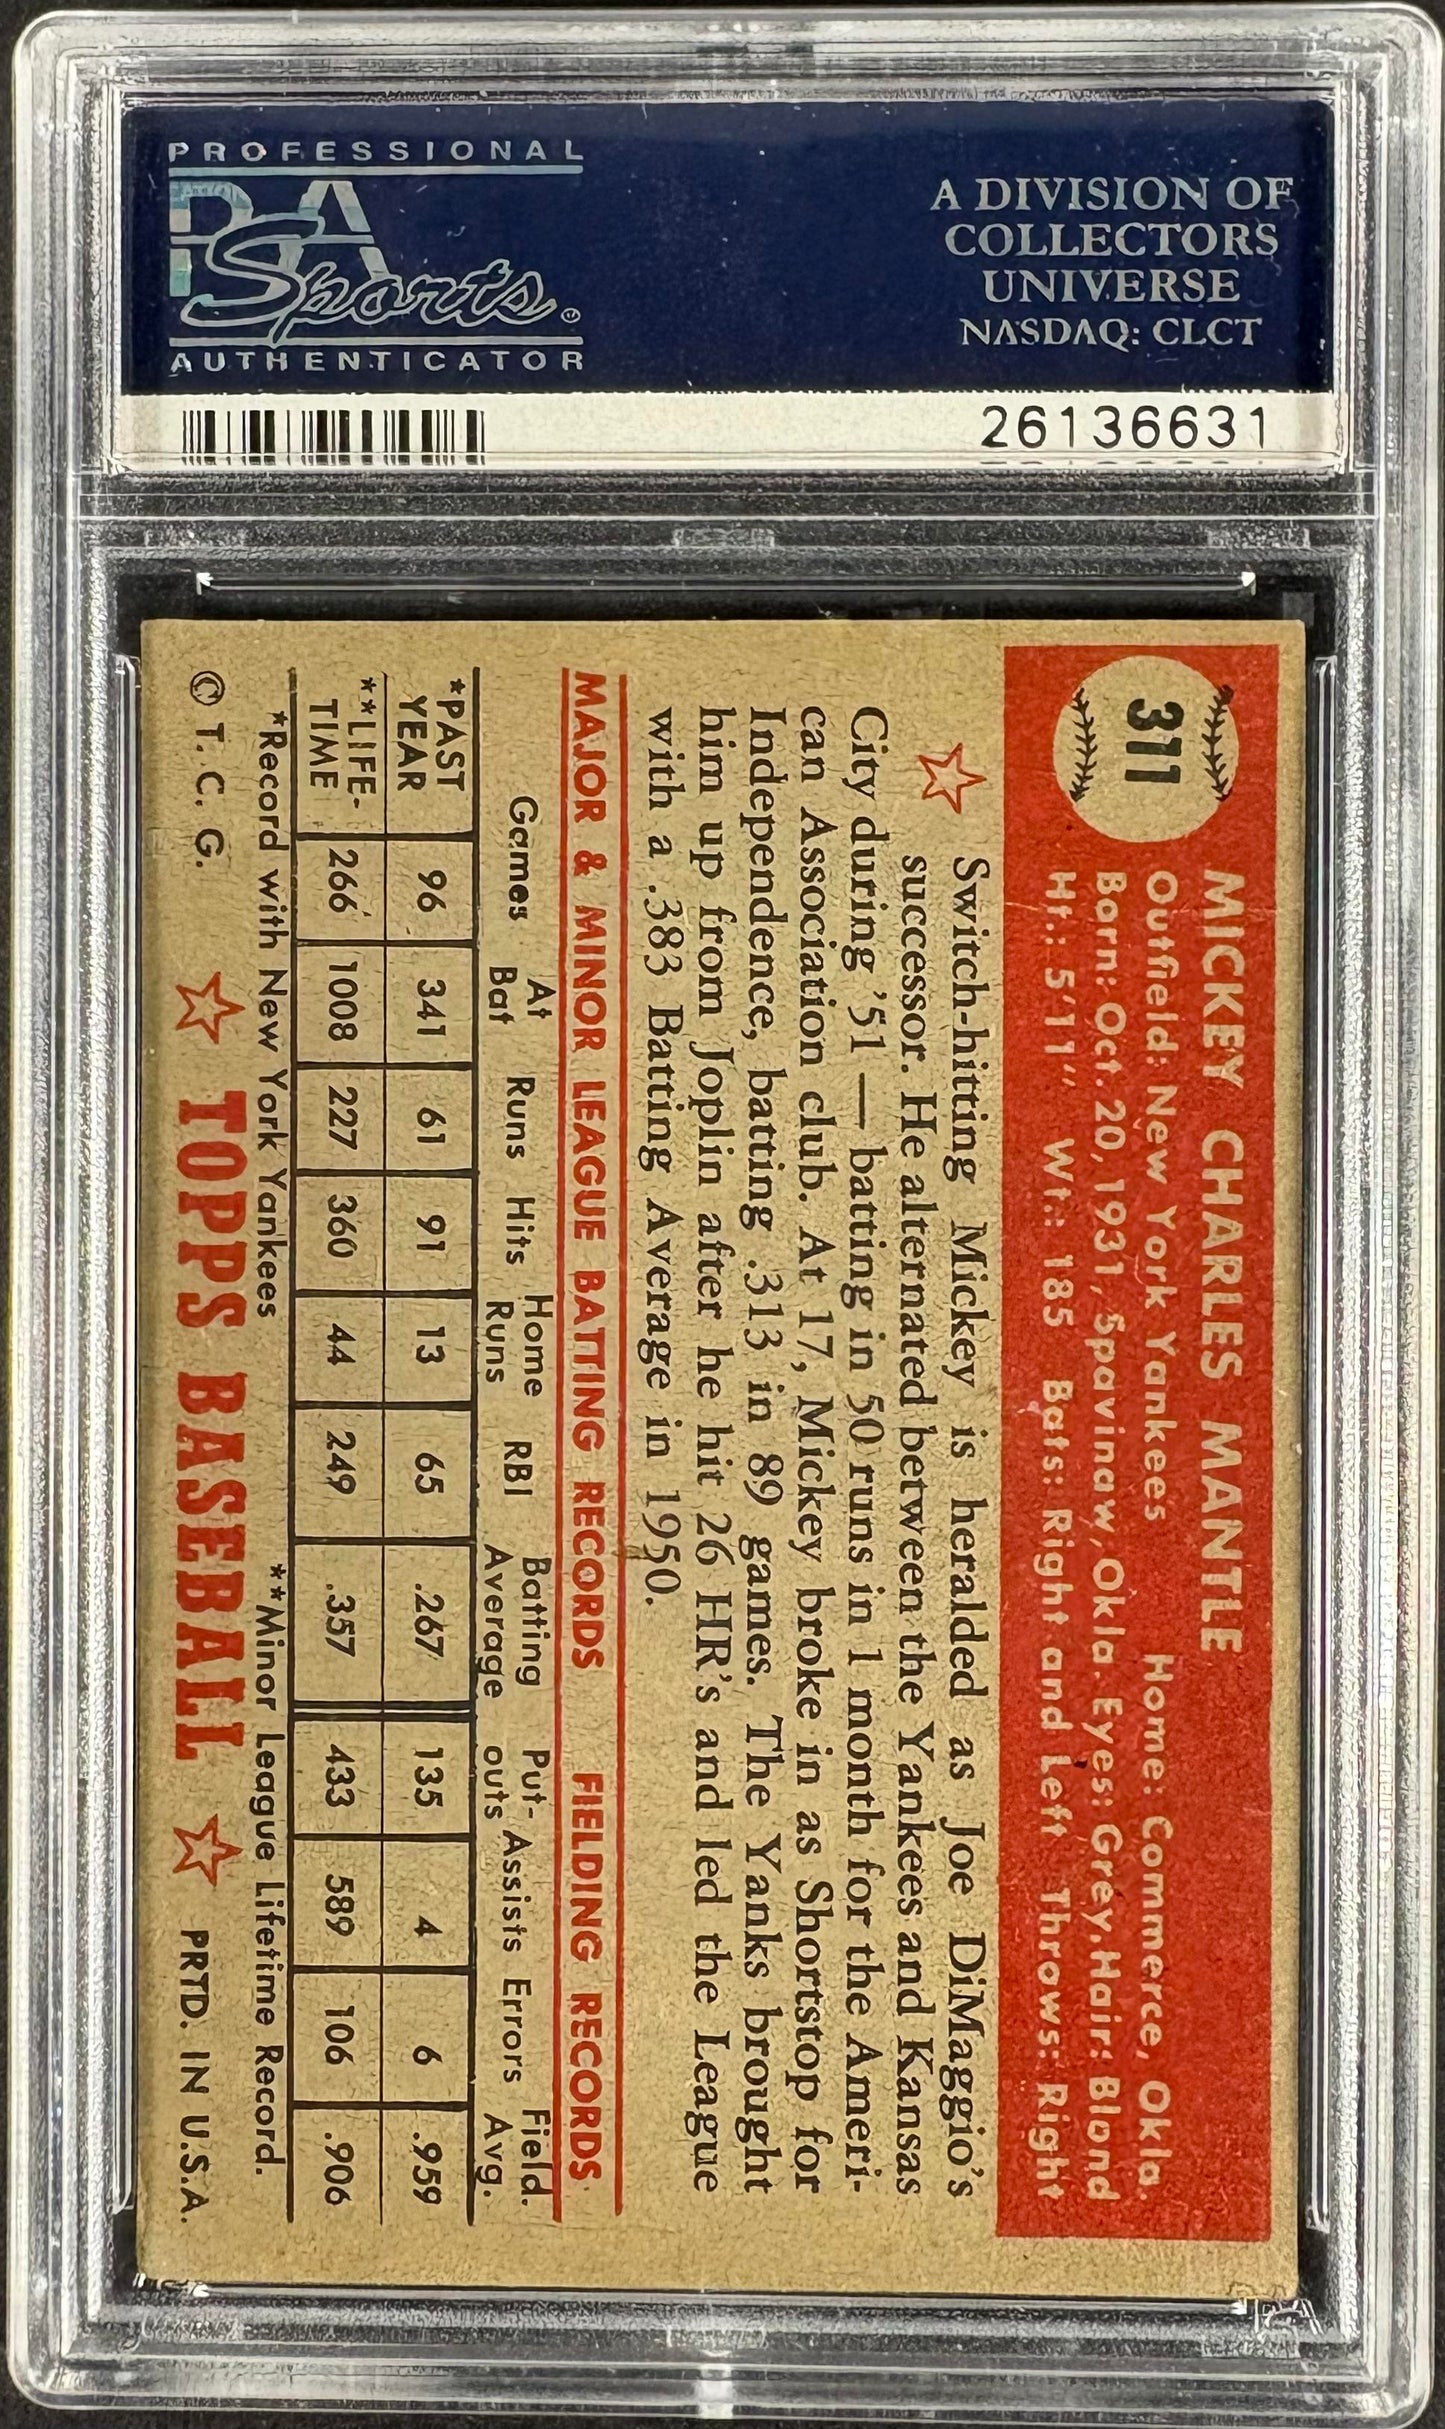 PROFESSIONAL
PSA
Sports
AUTHENTICATOR
A DIVISION OF
COLLECTORS
UNIVERSE
NASDAQ: CLCT
26136631
311
MICKEY CHARLES MANTLE
Outfield: New York Yankees Home: Commerce, Okla.
Born: Oct. 20, 1931, Spavinaw, Okla. Eyes: Grey, Hair: Blond
Ht.: 5'11" Wt.: 185 Bats: Right and Left Throws: Right
Switch-hitting Mickey is heralded as Joe DiMaggio's
successor. He alternated between the Yankees and Kansas
City during '51 — batting in 50 runs in 1 month for the Ameri-
can Association club. At 17, Mickey broke in as Shortstop for
Independence, batting .313 in 89 games. The Yanks brought
him up from Joplin after he hit 26 HR's and led the League
with a .383 Batting Average in 1950.
MAJOR & MINOR LEAGUE BATTING RECORDS FIELDING RECORDS
Games At Bat Runs Hits Home Runs RBI Batting Average Put-outs Assists Errors Field. Avg.
*PAST YEAR 96 341 61 91 13 65 .267 135 4 6 .959
**LIFE-TIME 266 1008 227 360 44 249 .357 433 589 106 .906
*Record with New York Yankees **Minor League Lifetime Record.
© T. C. G. TOPPS BASEBALL PRTD. IN U.S.A.